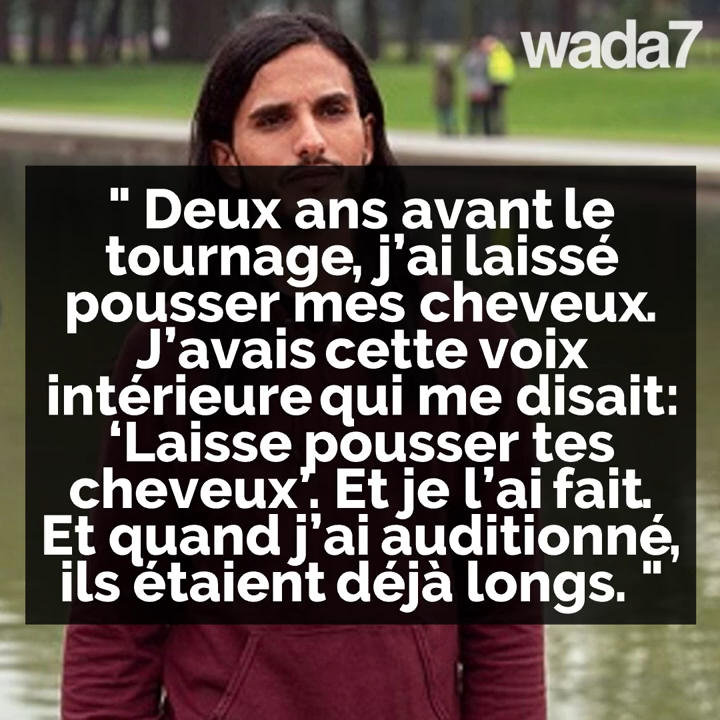 wada7
" Deux ans avant le
tournage, j’ai laissé
pousser mes cheveux.
J’avais cette voix
intérieure qui me disait:
‘Laisse pousser tes
cheveux’. Et je l’ai fait.
Et quand j’ai auditionné,
ils étaient déjà longs. "